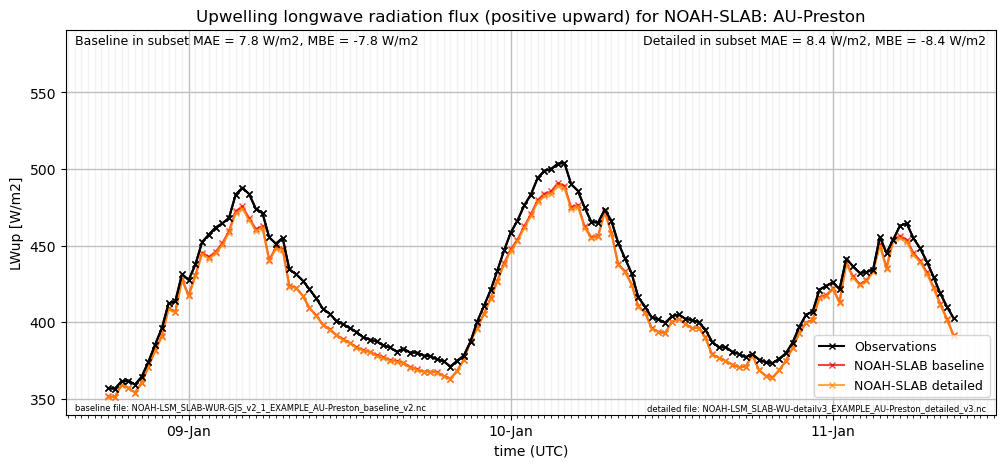 Upwelling longwave radiation flux (positive upward) for NOAH-SLAB: AU-Preston
Baseline in subset MAE = 7.8 W/m2, MBE = -7.8 W/m2
Detailed in subset MAE = 8.4 W/m2, MBE = -8.4 W/m2
LWup [W/m2]
550
500
450
400
350
Observations
NOAH-SLAB baseline
NOAH-SLAB detailed
baseline file: NOAH-LSM_SLAB-WUR-GJS_v2_1_EXAMPLE_AU-Preston_baseline_v2.nc
detailed file: NOAH-LSM_SLAB-WU-detailv3_EXAMPLE_AU-Preston_detailed_v3.nc
09-Jan
10-Jan
11-Jan
time (UTC)